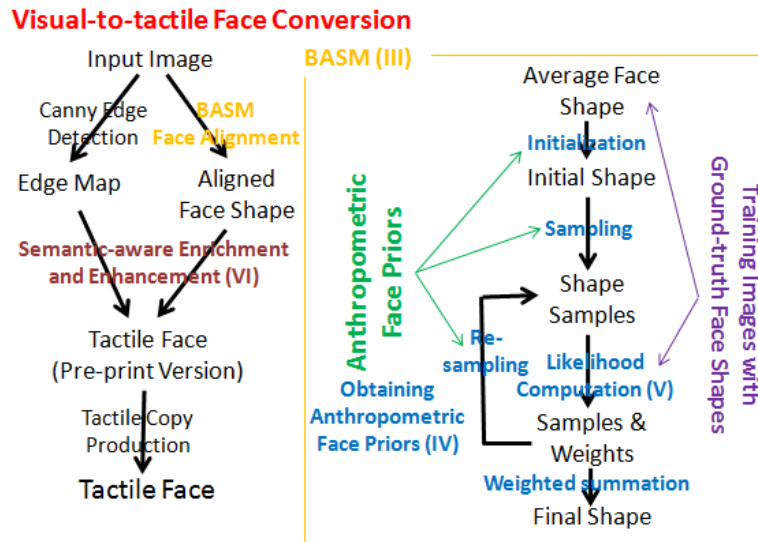 Visual-to-tactile Face Conversion
Input Image
Canny Edge
Detection
BASM
Face Alignment
Edge Map
Aligned
Face Shape
Semantic-aware Enrichment
and Enhancement (VI)
Tactile Face
(Pre-print Version)
Tactile Copy
Production
Tactile Face
BASM (III)
Average Face
Shape
Initialization
Initial Shape
Sampling
Shape
Samples
Re-
sampling
Likelihood
Computation (V)
Samples &
Weights
Weighted summation
Final Shape
Anthropometric
Face Priors
Obtaining
Anthropometric
Face Priors (IV)
Training Images with
Ground-truth Face Shapes